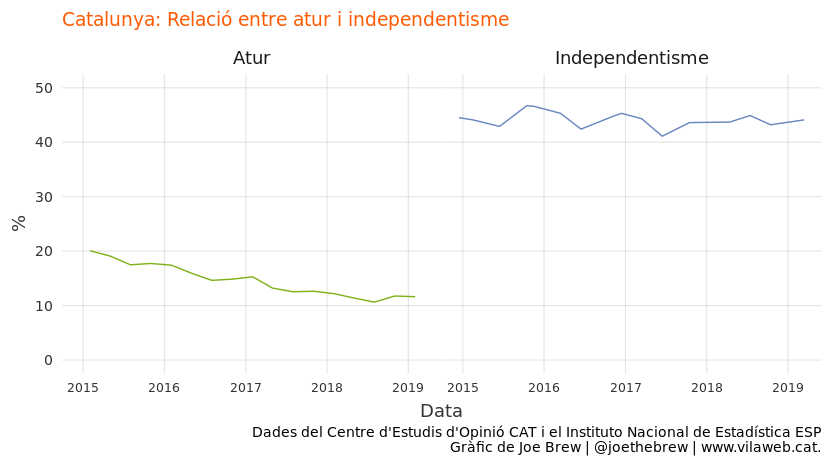 Catalunya: Relació entre atur i independentisme
Atur
Independentisme
50
40
30
20
10
0
%
2015 2016 2017 2018 2019 2015 2016 2017 2018 2019
Data
Dades del Centre d'Estudis d'Opinió CAT i el Instituto Nacional de Estadística ESP
Gràfic de Joe Brew | @joethebrew | www.vilaweb.cat.